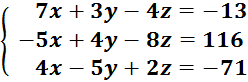 7x + 3y − 4z = −13
−5x + 4y − 8z = 116
4x − 5y + 2z = −71